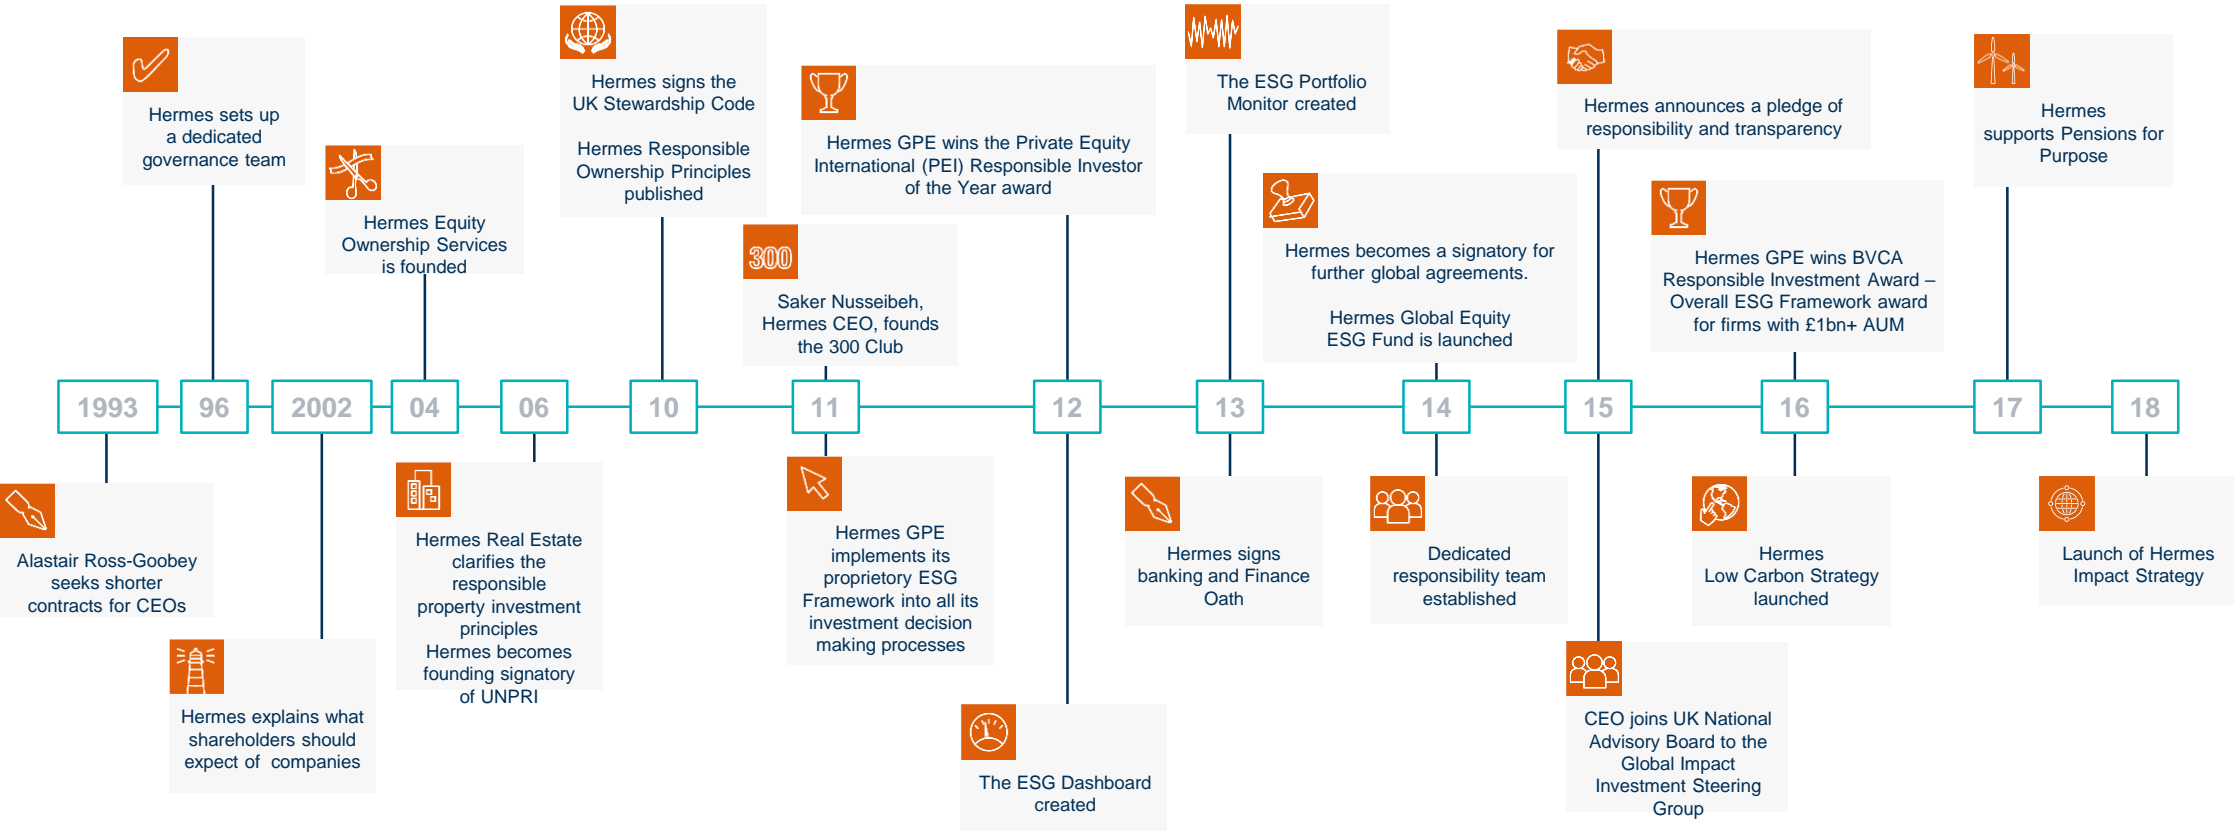 Hermes sets up
a dedicated
governance team
Hermes Equity
Ownership Services
is founded
Hermes signs the
UK Stewardship Code
Hermes Responsible
Ownership Principles
published
300
Saker Nusseibeh,
Hermes CEO, founds
the 300 Club
Hermes GPE wins the Private Equity
International (PEI) Responsible Investor
of the Year award
The ESG Portfolio
Monitor created
Hermes becomes a signatory for
further global agreements.
Hermes Global Equity
ESG Fund is launched
Hermes announces a pledge of
responsibility and transparency
Hermes GPE wins BVCA
Responsible Investment Award –
Overall ESG Framework award
for firms with £1bn+ AUM
Hermes
supports Pensions for
Purpose
1993
96
2002
04
06
10
11
12
13
14
15
16
17
18
Alastair Ross-Goobey
seeks shorter
contracts for CEOs
Hermes explains what
shareholders should
expect of companies
Hermes Real Estate
clarifies the
responsible
property investment
principles
Hermes becomes
founding signatory
of UNPRI
Hermes GPE
implements its
proprietory ESG
Framework into all its
investment decision
making processes
The ESG Dashboard
created
Hermes signs
banking and Finance
Oath
Dedicated
responsibility team
established
CEO joins UK National
Advisory Board to the
Global Impact
Investment Steering
Group
Hermes
Low Carbon Strategy
launched
Launch of Hermes
Impact Strategy